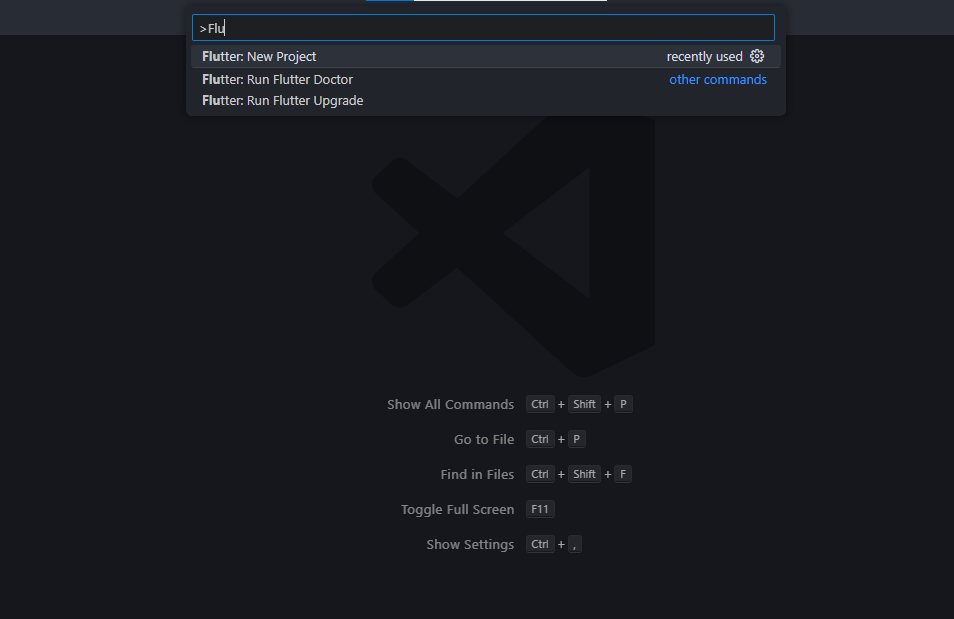 >Flu
Flutter: New Project recently used
Flutter: Run Flutter Doctor other commands
Flutter: Run Flutter Upgrade
Show All Commands Ctrl + Shift + P
Go to File Ctrl + P
Find in Files Ctrl + Shift + F
Toggle Full Screen F11
Show Settings Ctrl + ,